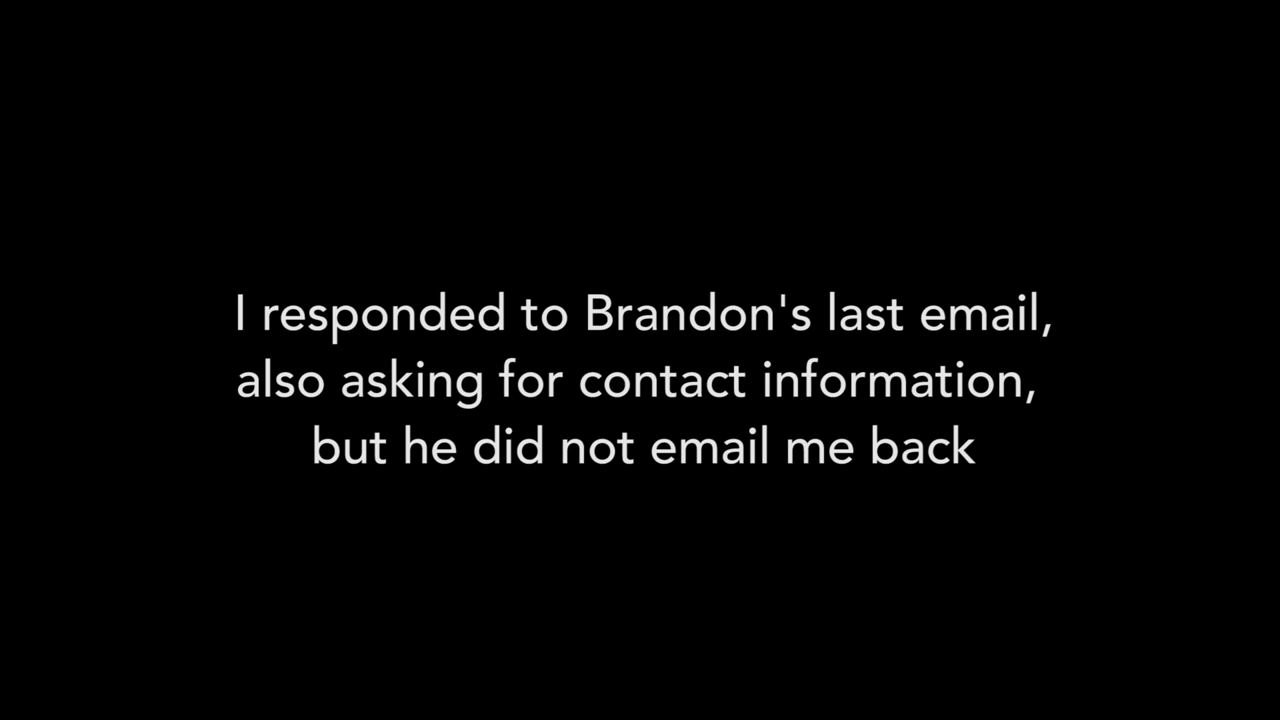 I responded to Brandon's last email,
also asking for contact information,
but he did not email me back